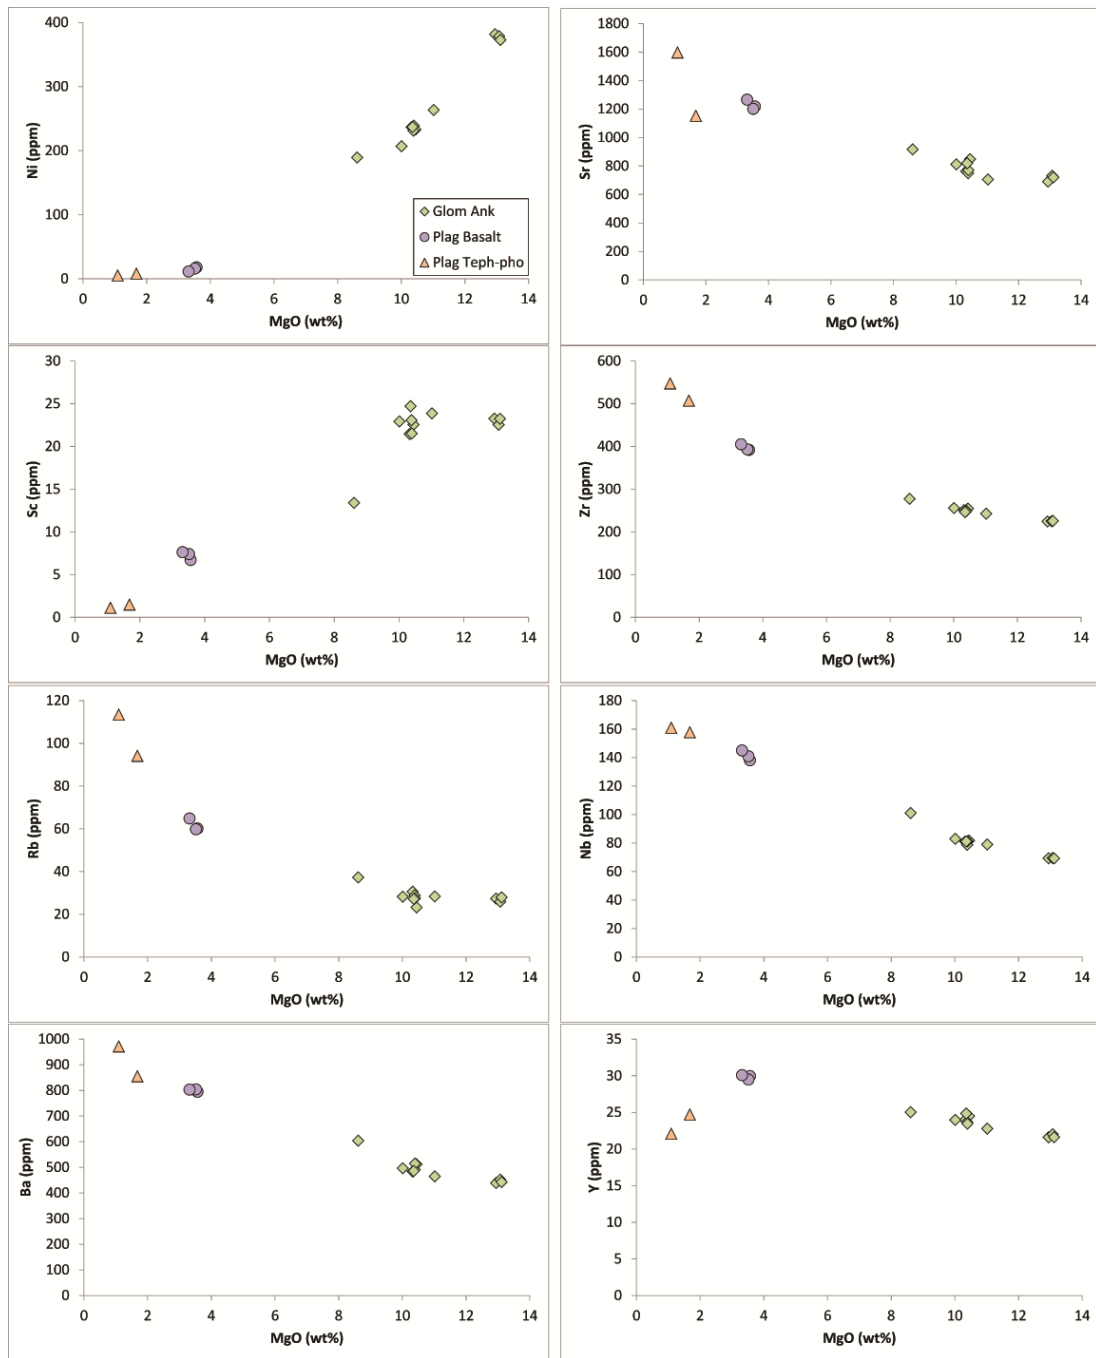 Ni (ppm)
400
300
200
100
0
0 2 4 6 8 10 12 14
MgO (wt%)
Glom Ank
Plag Basalt
Plag Teph-pho
Sr (ppm)
1800
1600
1400
1200
1000
800
600
400
200
0
0 2 4 6 8 10 12 14
MgO (wt%)
Sc (ppm)
30
25
20
15
10
5
0
0 2 4 6 8 10 12 14
MgO (wt%)
Zr (ppm)
600
500
400
300
200
100
0
0 2 4 6 8 10 12 14
MgO (wt%)
Rb (ppm)
120
100
80
60
40
20
0
0 2 4 6 8 10 12 14
MgO (wt%)
Nb (ppm)
180
160
140
120
100
80
60
40
20
0
0 2 4 6 8 10 12 14
MgO (wt%)
Ba (ppm)
1000
900
800
700
600
500
400
300
200
100
0
0 2 4 6 8 10 12 14
MgO (wt%)
Y (ppm)
35
30
25
20
15
10
5
0
0 2 4 6 8 10 12 14
MgO (wt%)